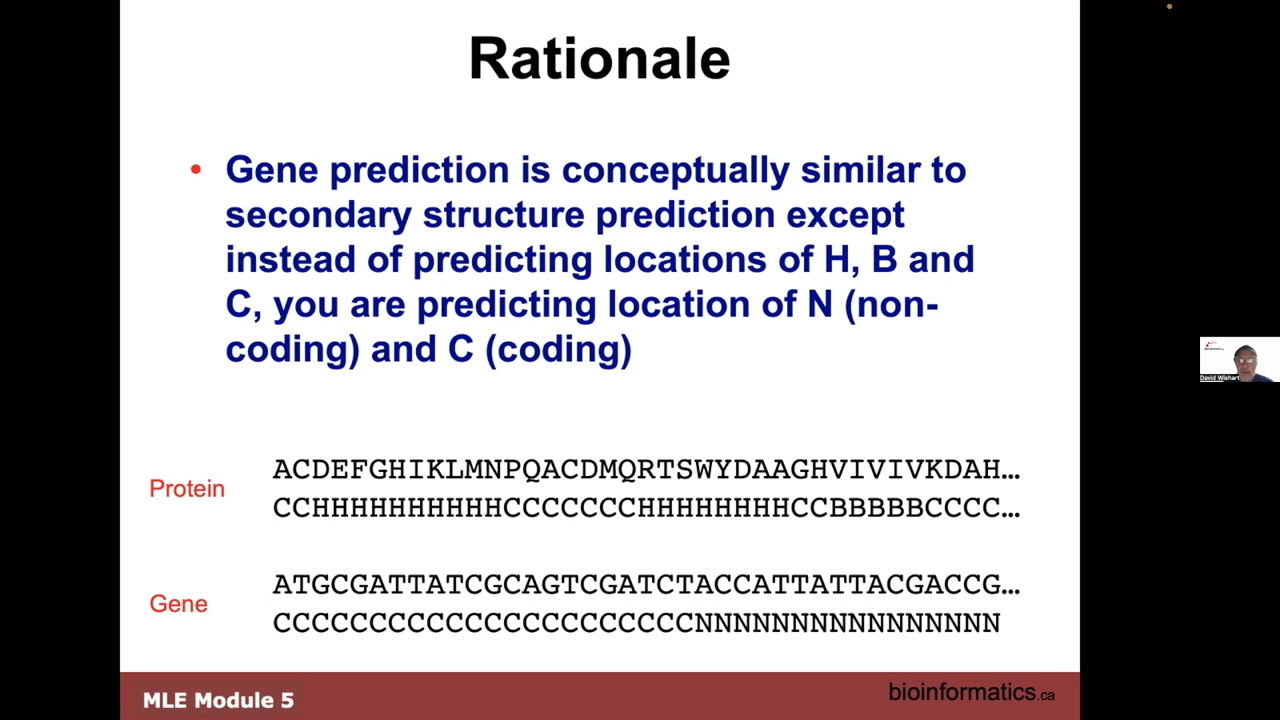 Rationale
• Gene prediction is conceptually similar to
secondary structure prediction except
instead of predicting locations of H, B and
C, you are predicting location of N (non-
coding) and C (coding)
Protein
ACDEFGHIKLMNPQACDMQRTSWYDAAGHVIVIVKDAH…
CCHHHHHHHHHHCCCCCCCHHHHHHHHCCBBBBBCCCC…
Gene
ATGCGATTATCGCAGTCGATCTACCATTATTACGACCG…
CCCCCCCCCCCCCCCCCCCCCCNNNNNNNNNNNNNNNN
MLE Module 5
bioinformatics.ca
David Wishart